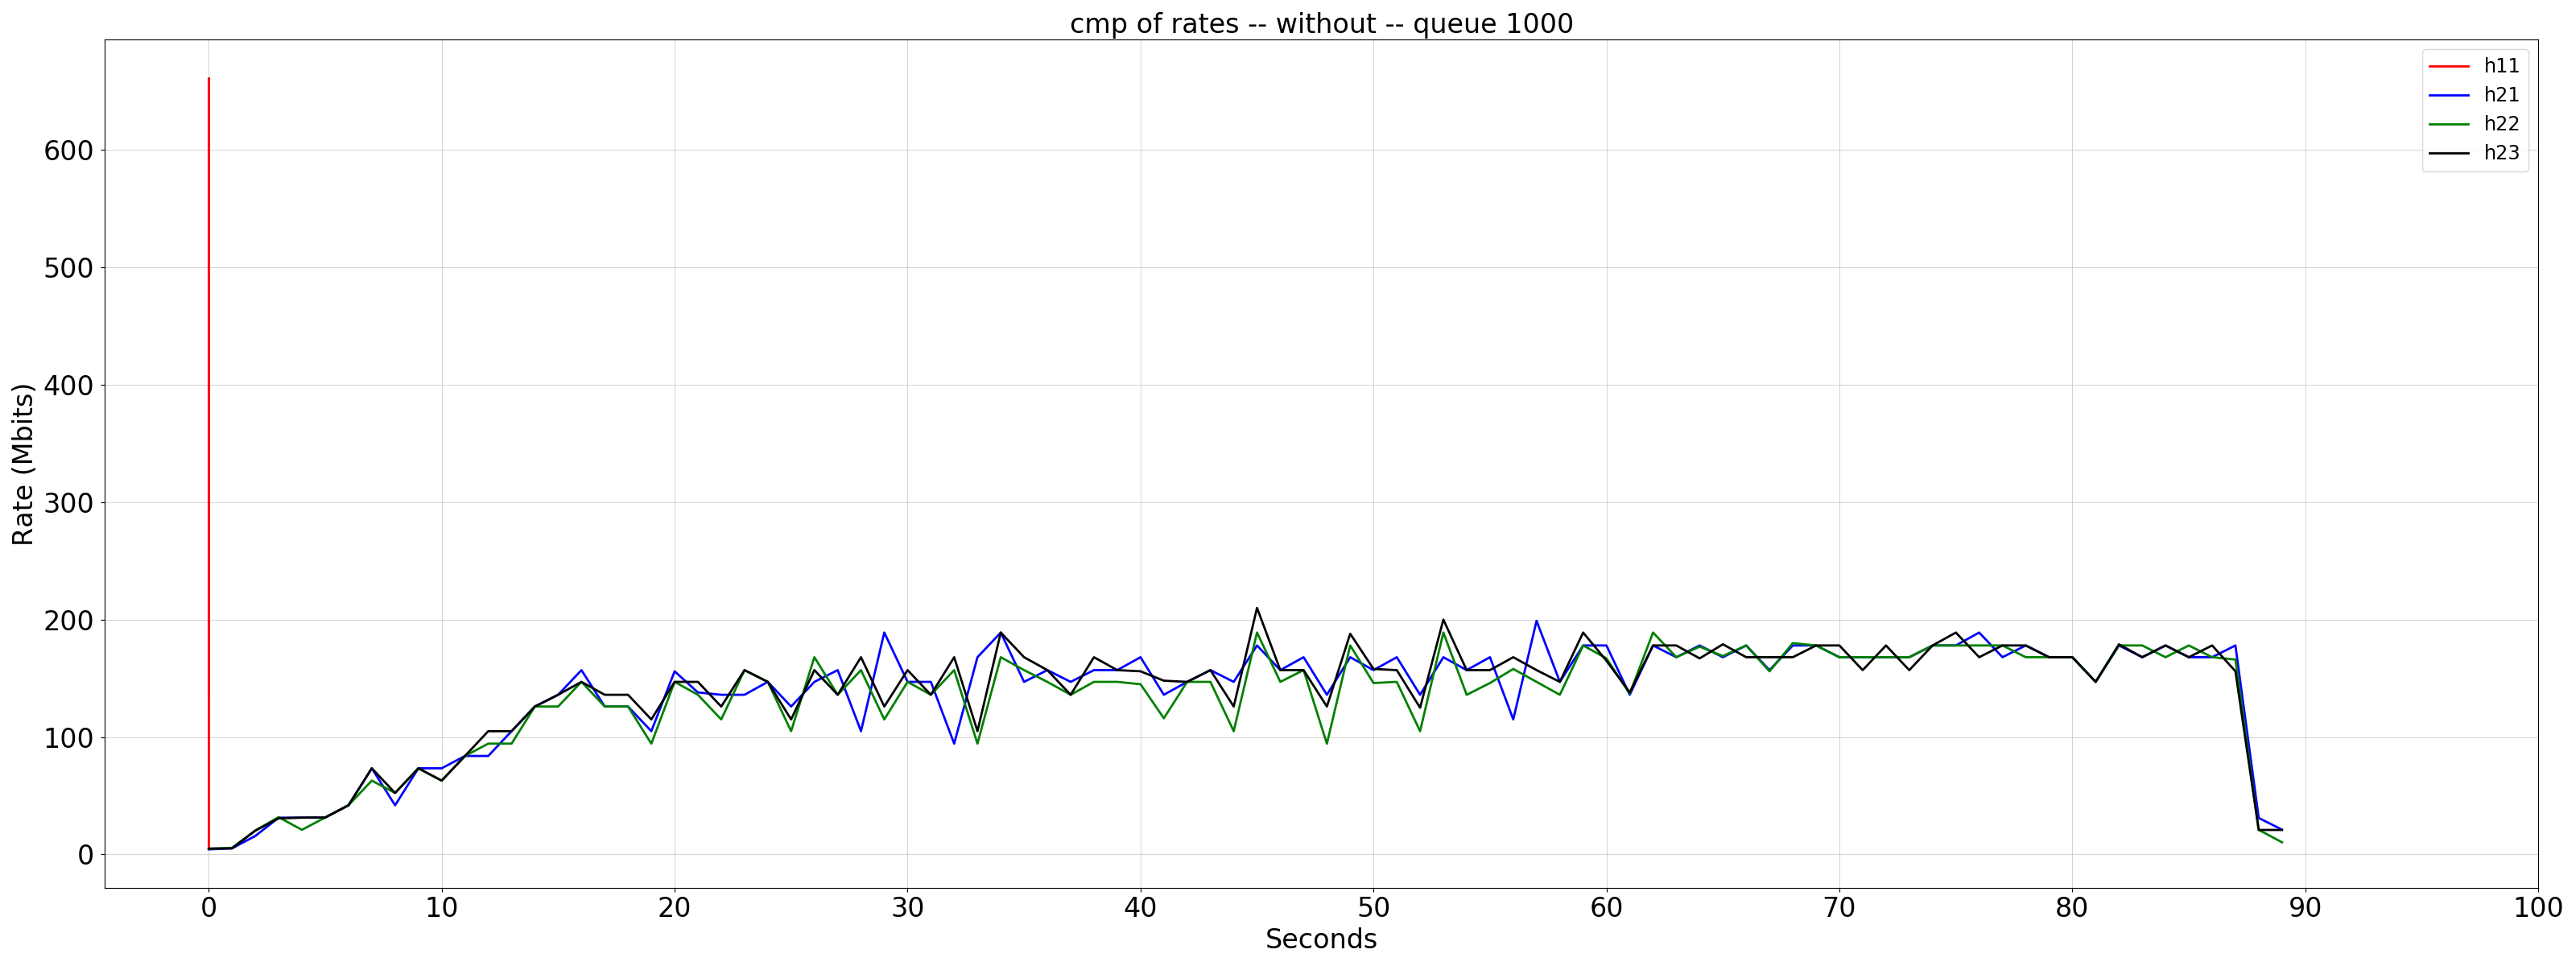 cmp of rates -- without -- queue 1000
h11
h21
h22
h23
Rate (Mbits)
600
500
400
300
200
100
0
0 10 20 30 40 50 60 70 80 90 100
Seconds